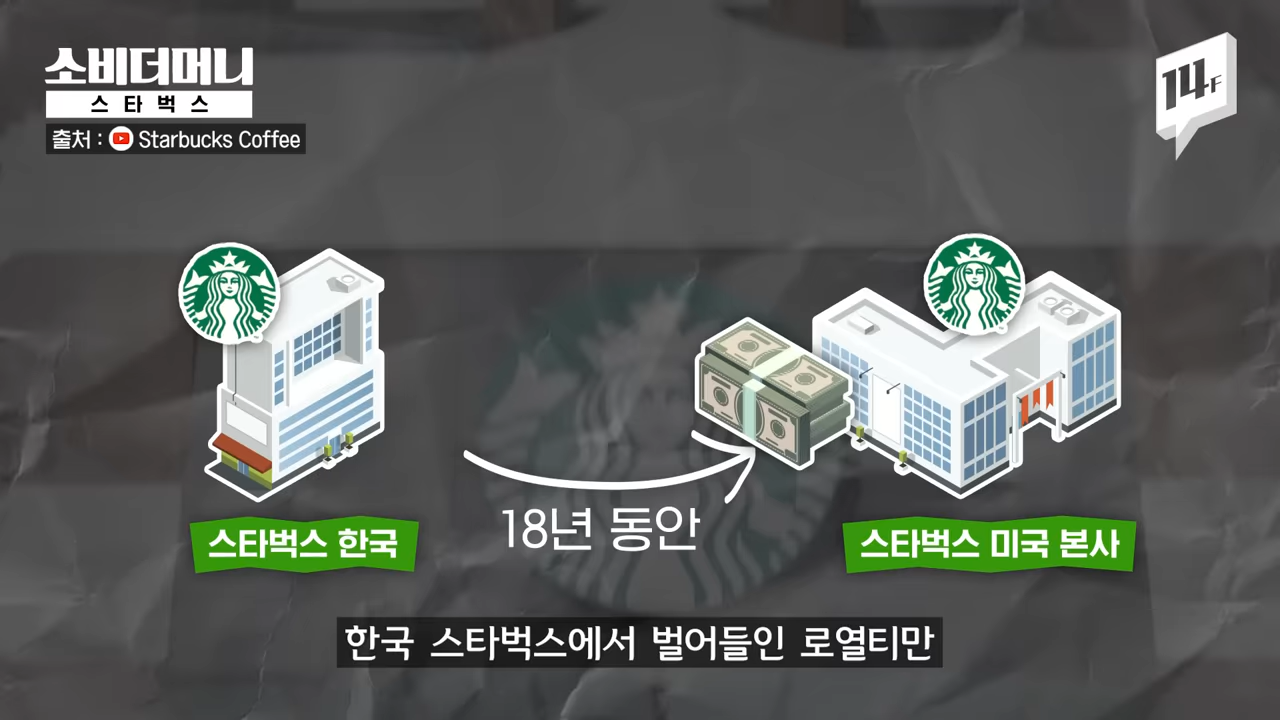 소비더머니
스타벅스
출처 : Starbucks Coffee
14F
스타벅스 한국
18년 동안
스타벅스 미국 본사
한국 스타벅스에서 벌어들인 로열티만